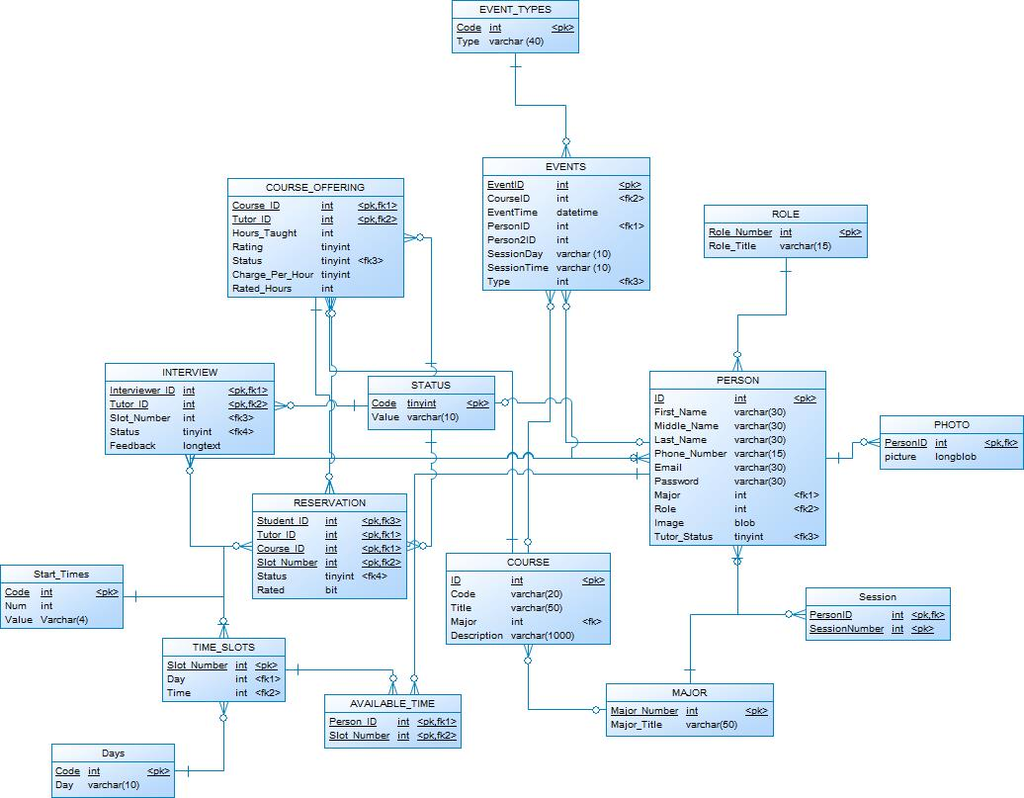 EVENT_TYPES
Code int <pk>
Type varchar (40)
EVENTS
EventID int <pk>
CourseID int <fk2>
EventTime datetime
PersonID int <fk1>
Person2ID int
SessionDay varchar (10)
SessionTime varchar (10)
Type int <fk3>
COURSE_OFFERING
Course_ID int <pk,fk1>
Tutor_ID int <pk,fk2>
Hours_Taught int
Rating tinyint
Status tinyint <fk3>
Charge_Per_Hour tinyint
Rated_Hours int
ROLE
Role_Number int <pk>
Role_Title varchar(15)
INTERVIEW
Interviewer_ID int <pk,fk1>
Tutor_ID int <pk,fk2>
Slot_Number int <fk3>
Status tinyint <fk4>
Feedback longtext
STATUS
Code tinyint <pk>
Value varchar(10)
PERSON
ID int <pk>
First_Name varchar(30)
Middle_Name varchar(30)
Last_Name varchar(30)
Phone_Number varchar(15)
Email varchar(30)
Password varchar(30)
Major int <fk1>
Role int <fk2>
Image blob
Tutor_Status tinyint <fk3>
PHOTO
PersonID int <pk,fk>
picture longblob
RESERVATION
Student_ID int <pk,fk3>
Tutor_ID int <pk,fk1>
Course_ID int <pk,fk1>
Slot_Number int <pk,fk2>
Status tinyint <fk4>
Rated bit
COURSE
ID int <pk>
Code varchar(20)
Title varchar(50)
Major int <fk>
Description varchar(1000)
Start_Times
Code int <pk>
Num int
Value Varchar(4)
Session
PersonID int <pk,fk>
SessionNumber int <pk>
TIME_SLOTS
Slot_Number int <pk>
Day int <fk1>
Time int <fk2>
AVAILABLE_TIME
Person_ID int <pk,fk1>
Slot_Number int <pk,fk2>
MAJOR
Major_Number int <pk>
Major_Title varchar(50)
Days
Code int <pk>
Day varchar(10)